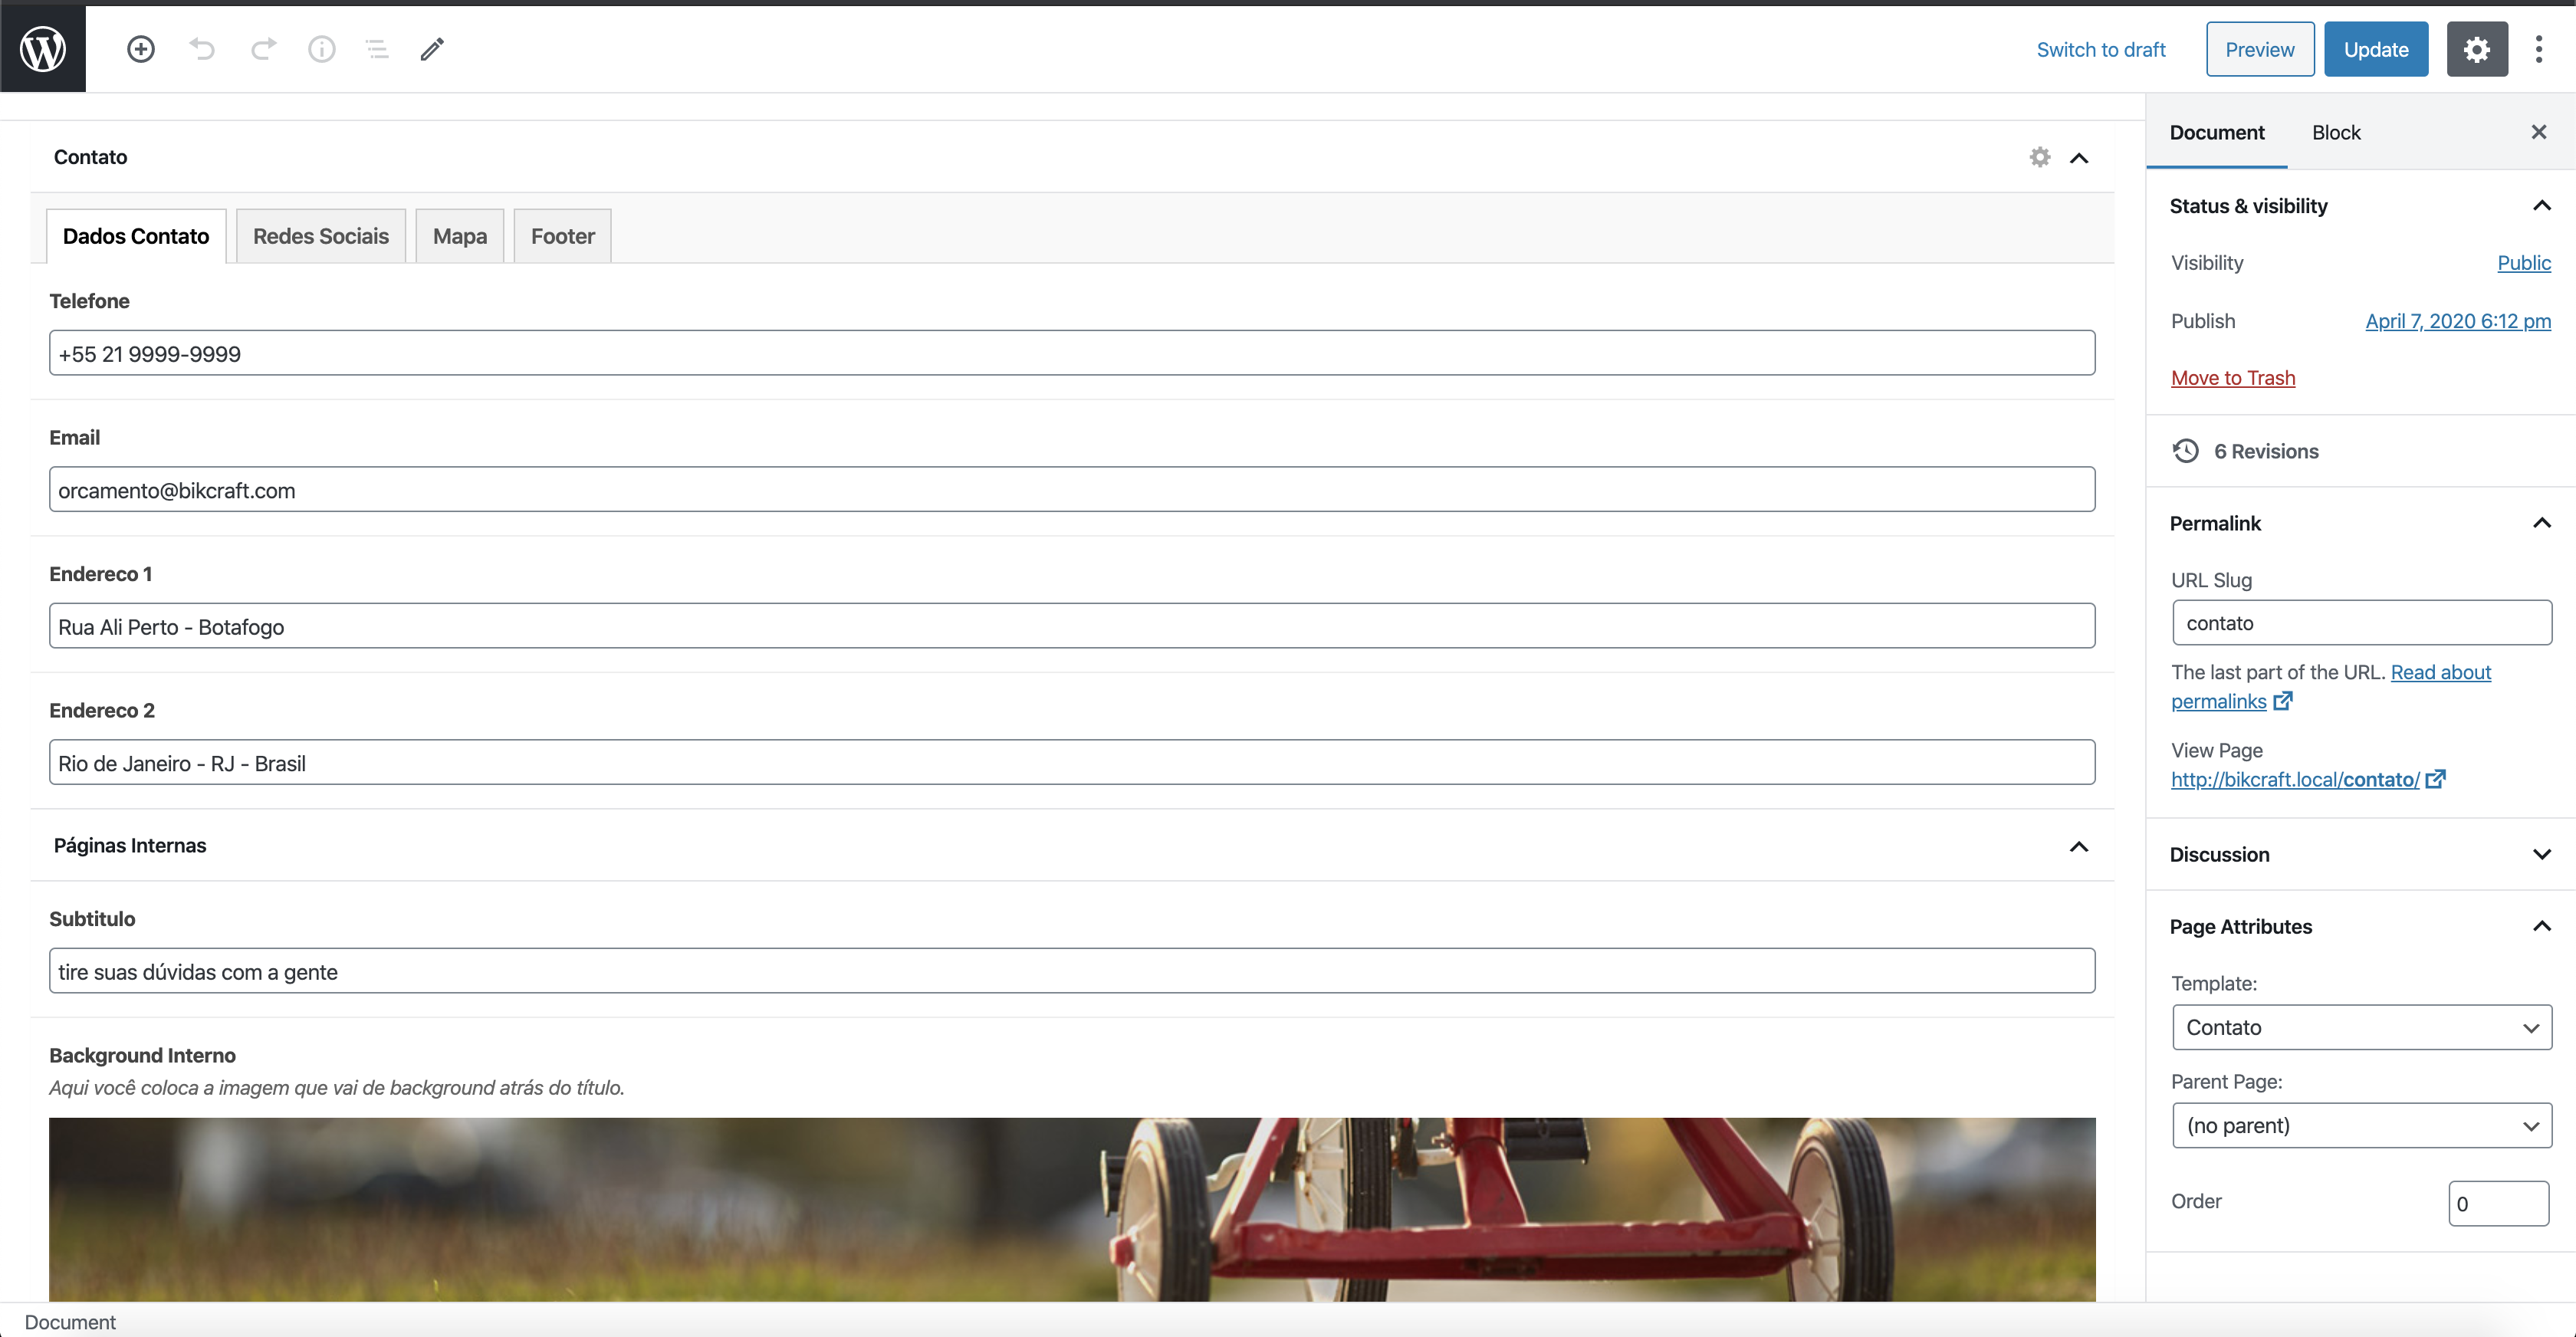 Switch to draft Preview Update
Contato
Dados Contato Redes Sociais Mapa Footer
Telefone
+55 21 9999-9999
Email
orcamento@bikcraft.com
Endereco 1
Rua Ali Perto - Botafogo
Endereco 2
Rio de Janeiro - RJ - Brasil
Páginas Internas
Subtitulo
tire suas dúvidas com a gente
Background Interno
Aqui você coloca a imagem que vai de background atrás do título.
Document Block
Status & visibility
Visibility Public
Publish April 7, 2020 6:12 pm
Move to Trash
6 Revisions
Permalink
URL Slug
contato
The last part of the URL. Read about
permalinks
View Page
http://bikcraft.local/contato/
Discussion
Page Attributes
Template:
Contato
Parent Page:
(no parent)
Order 0
Document